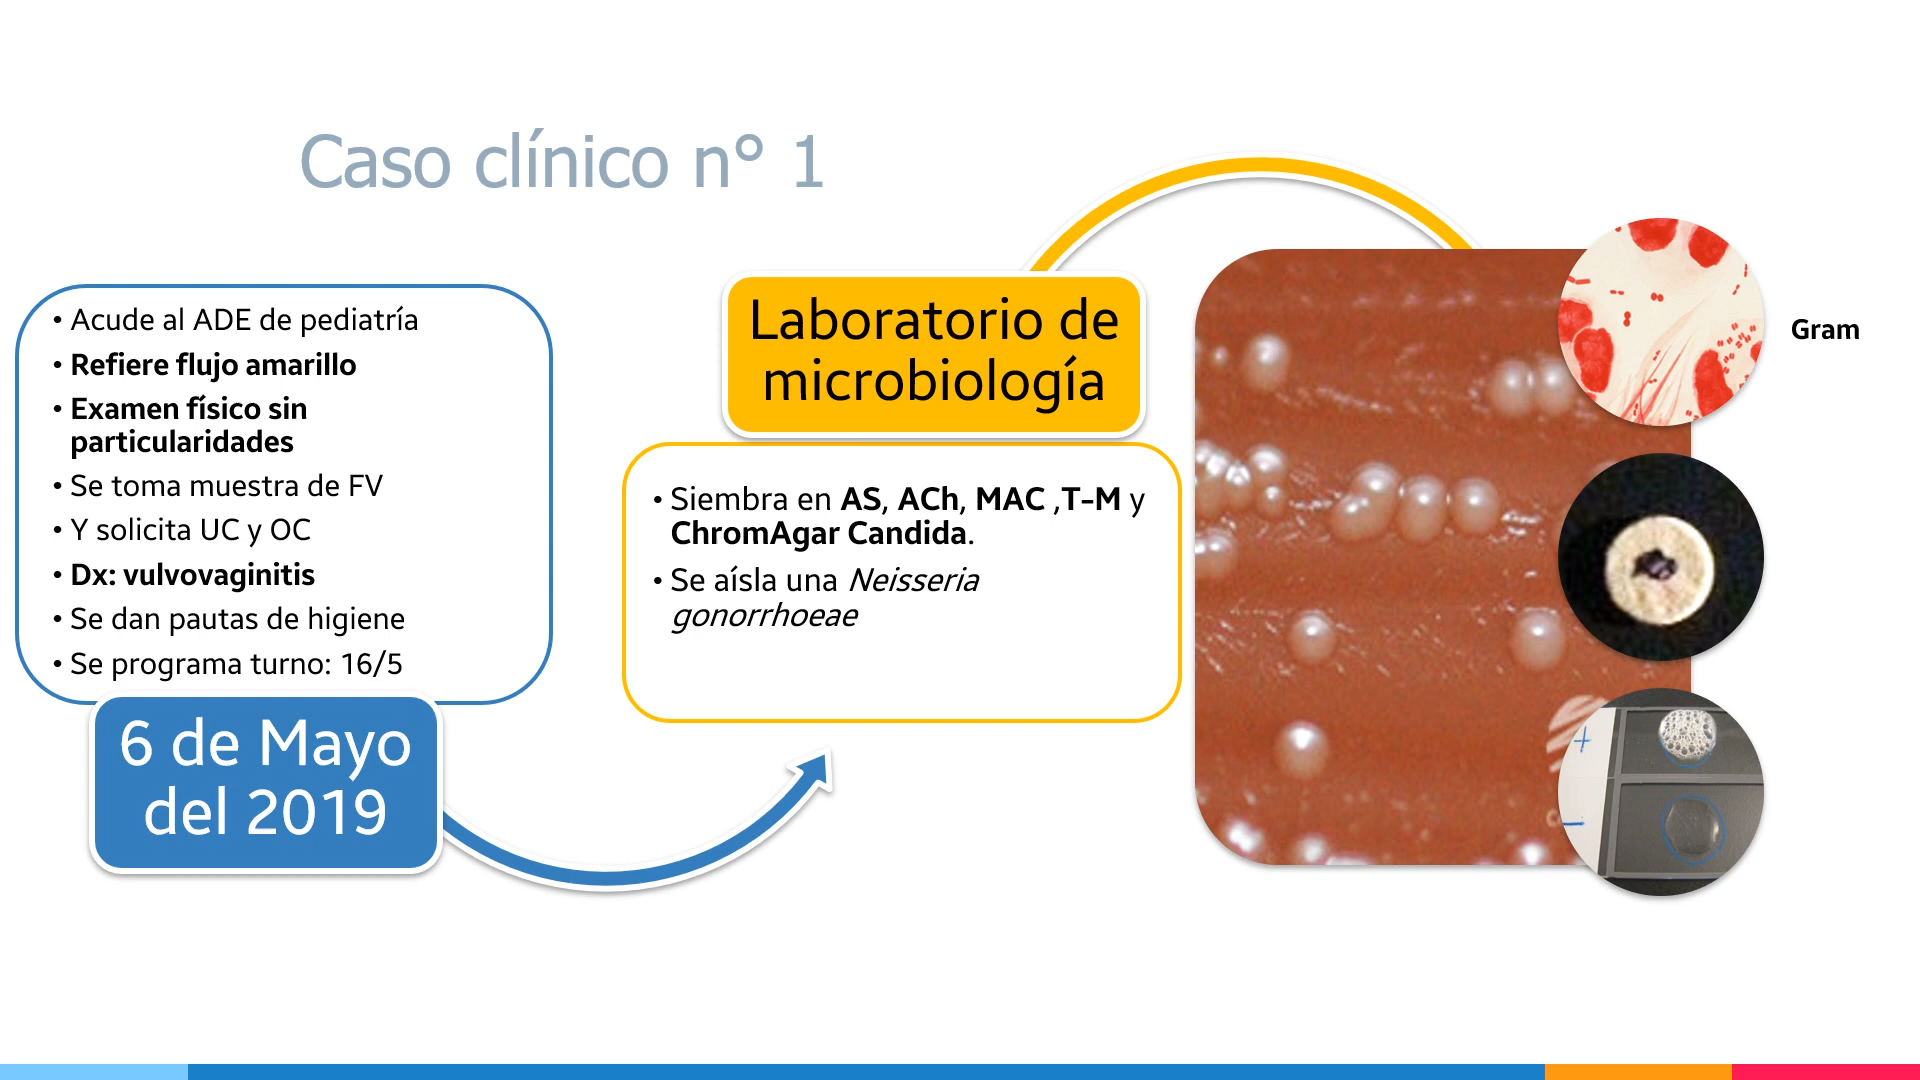 Caso clínico n° 1
• Acude al ADE de pediatría
• Refiere flujo amarillo
• Examen físico sin
particularidades
• Se toma muestra de FV
• Y solicita UC y OC
• Dx: vulvovaginitis
• Se dan pautas de higiene
• Se programa turno: 16/5
6 de Mayo
del 2019
Laboratorio de
microbiología
• Siembra en AS, ACh, MAC ,T-M y
ChromAgar Candida.
• Se aísla una Neisseria
gonorrhoeae
Gram
+
−